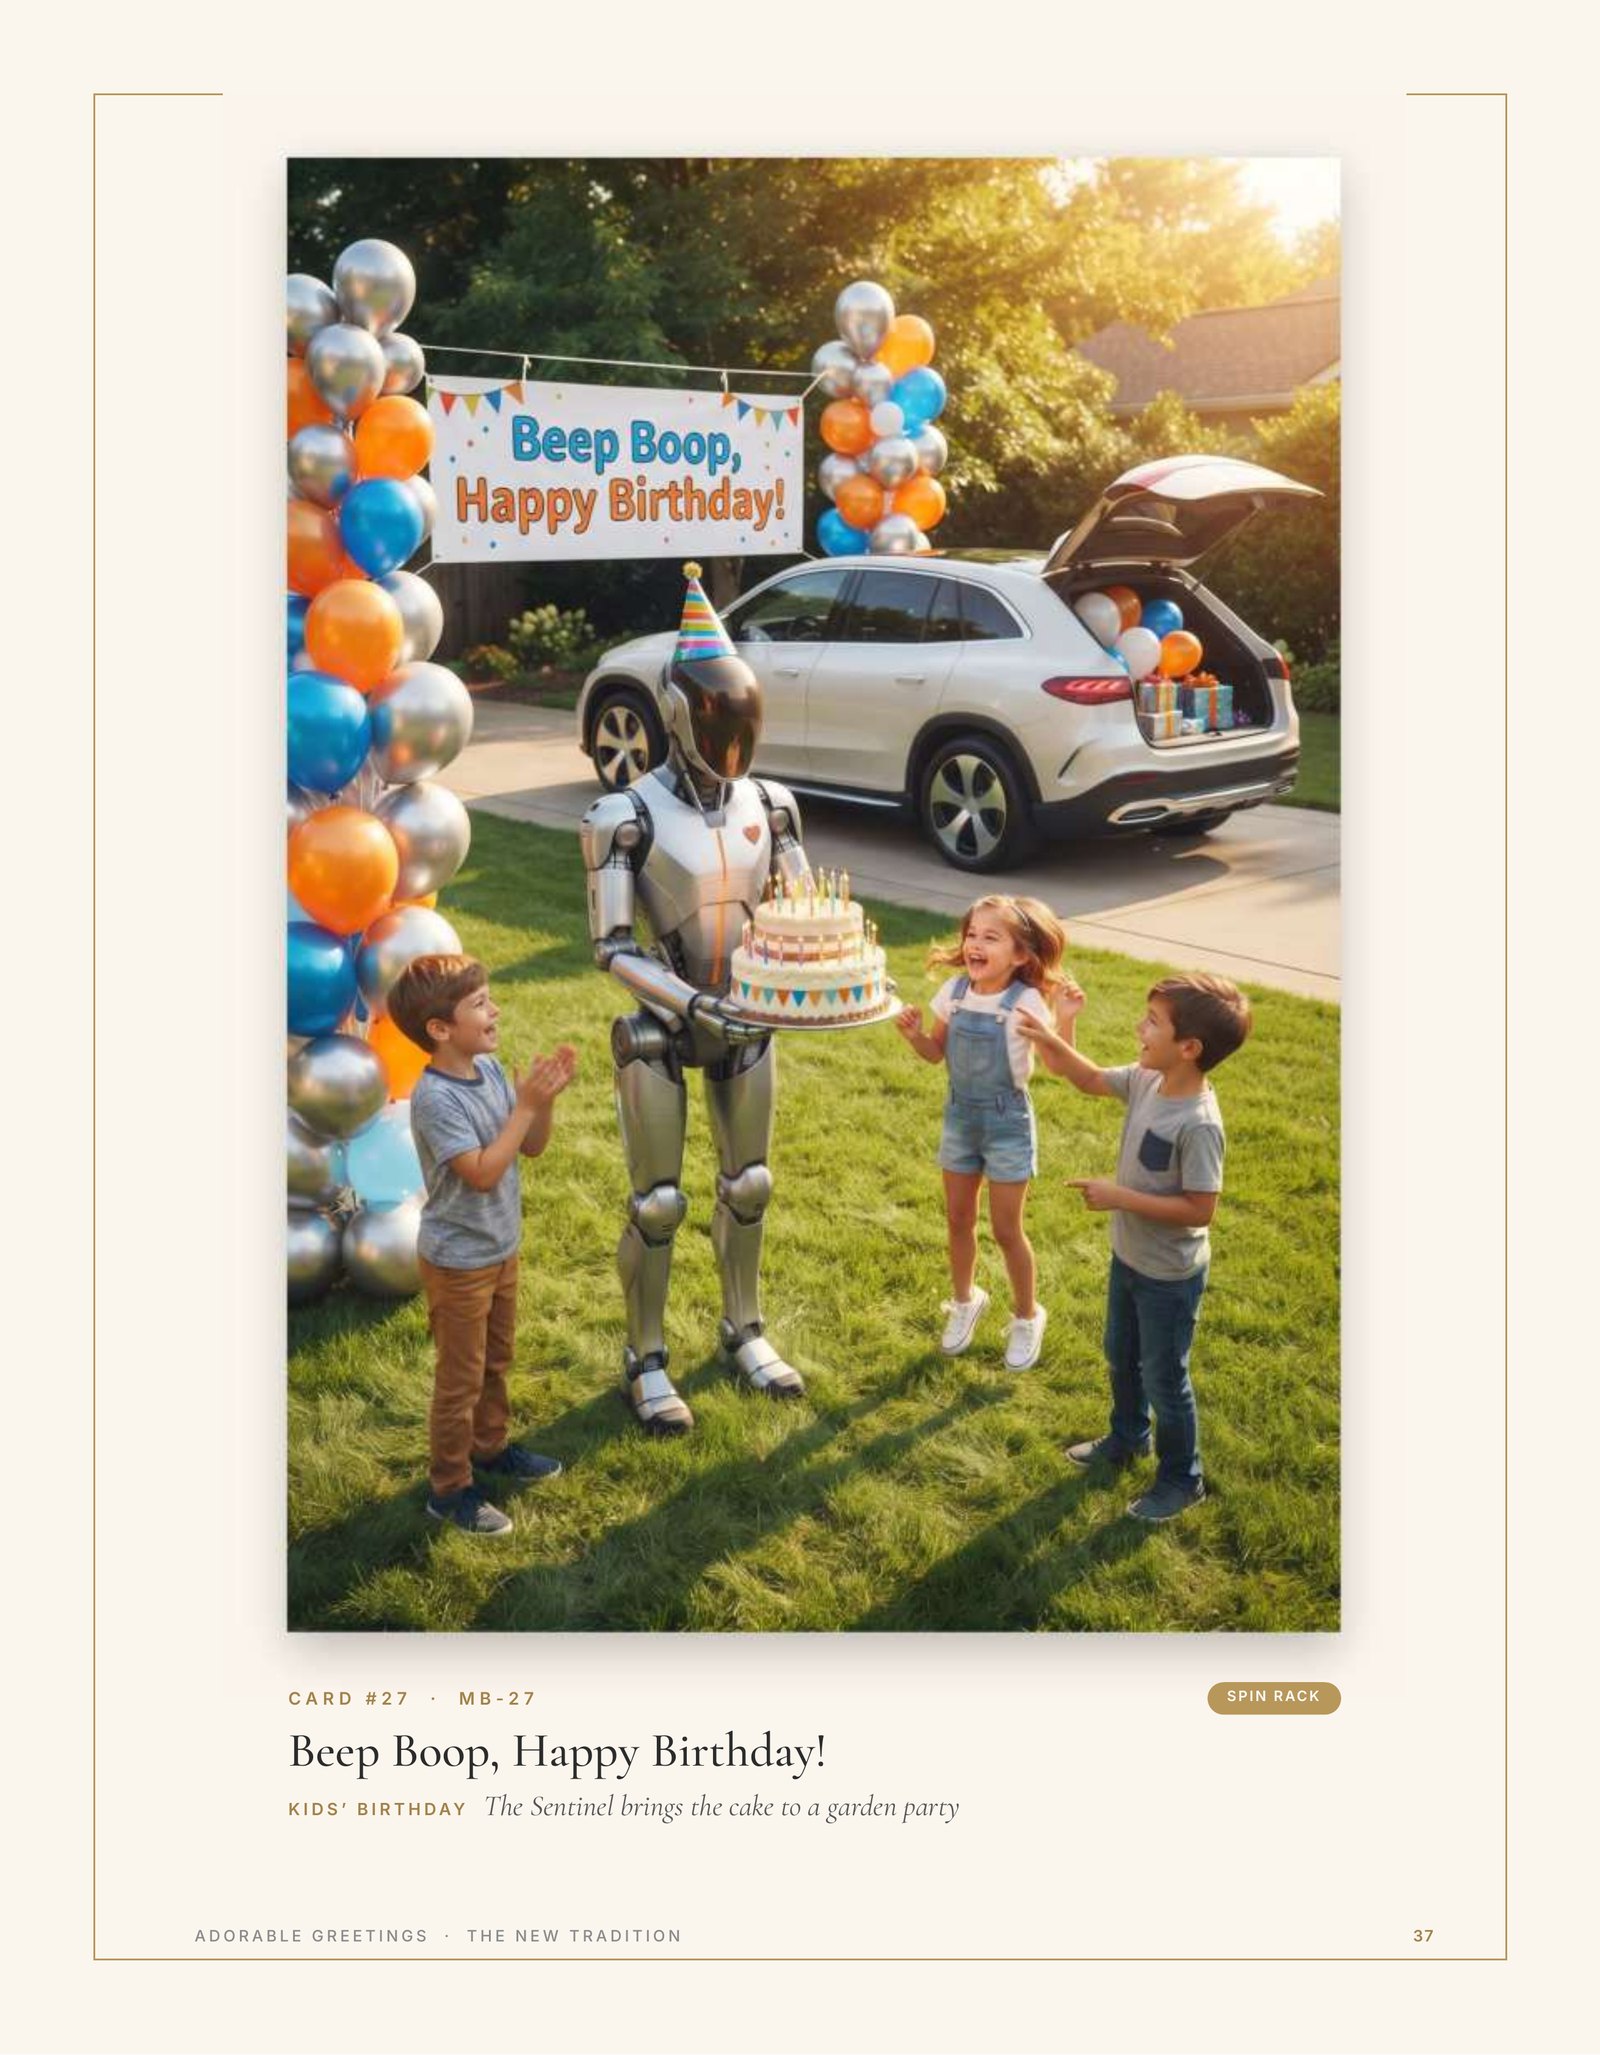 Beep Boop,
Happy Birthday!
CARD #27 · MB-27
SPIN RACK
Beep Boop, Happy Birthday!
KIDS’ BIRTHDAY The Sentinel brings the cake to a garden party
ADORABLE GREETINGS · THE NEW TRADITION
37